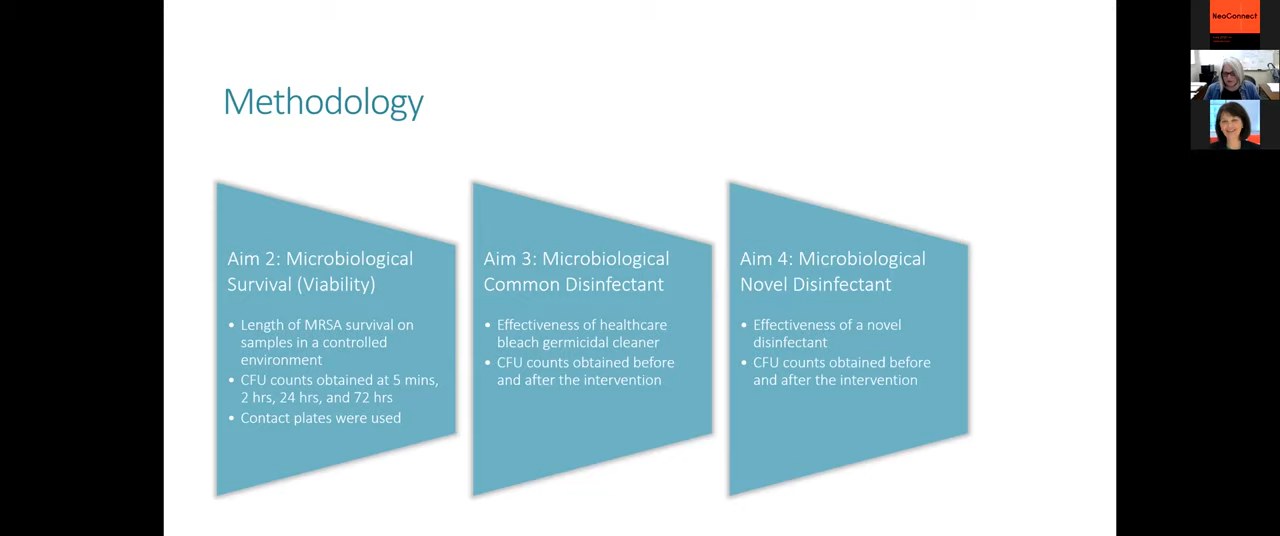 Methodology
Aim 2: Microbiological
Survival (Viability)
• Length of MRSA survival on
samples in a controlled
environment
• CFU counts obtained at 5 mins,
2 hrs, 24 hrs, and 72 hrs
• Contact plates were used
Aim 3: Microbiological
Common Disinfectant
• Effectiveness of healthcare
bleach germicidal cleaner
• CFU counts obtained before
and after the intervention
Aim 4: Microbiological
Novel Disinfectant
• Effectiveness of a novel
disinfectant
• CFU counts obtained before
and after the intervention
NeoConnect